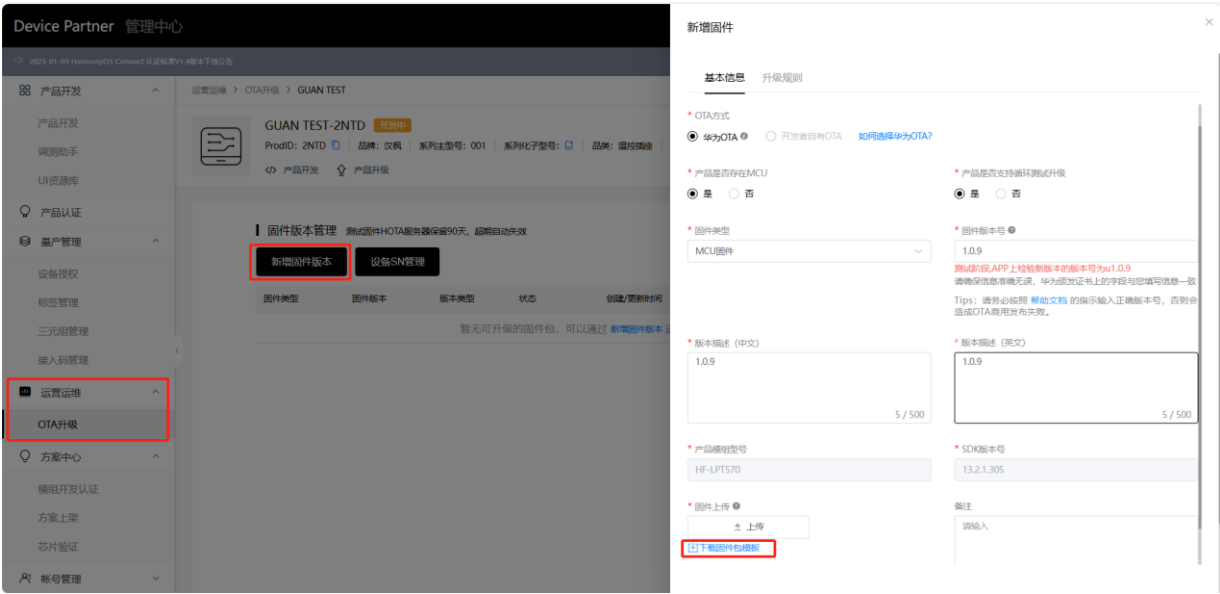 Device Partner 管理中心
2025-01-09 HarmonyOS Connect 认证标准V1.4版本下线公告
产品开发
产品开发
调测助手
UI资源库
产品认证
量产管理
设备授权
标签管理
三元组管理
接入码管理
运营运维
OTA升级
方案中心
模组开发认证
方案上架
芯片验证
帐号管理
运营运维 > OTA升级 > GUAN TEST
GUAN TEST-2NTD 开发中
ProdID: 2NTD 品牌: 汉枫 系列主型号: 001 系列化子型号: 品类: 温控插座
产品开发 产品升级
固件版本管理 测试固件HOTA服务器保留90天，超期自动失效
新增固件版本 设备SN管理
固件类型 固件版本 版本类型 状态 创建/更新时间
暂无可升级的固件包，可以通过 新增固件版本
新增固件
基本信息 升级规则
* OTA方式
华为OTA 开发者自有OTA 如何选择华为OTA?
* 产品是否存在MCU
是 否
* 产品是否支持循环测试升级
是 否
* 固件类型
MCU固件
* 固件版本号
1.0.9
测试阶段,APP上检验新版本的版本号为u1.0.9
请确保信息准确无误，华为颁发证书上的字段与您填写信息一致
Tips: 请务必按照 帮助文档 的指示输入正确版本号，否则会
造成OTA商用发布失败。
* 版本描述（中文）
1.0.9
5 / 500
* 版本描述（英文）
1.0.9
5 / 500
* 产品模组型号
HF-LPT570
* SDK版本号
13.2.1.305
* 固件上传
上传
下载固件包模板
备注
请输入